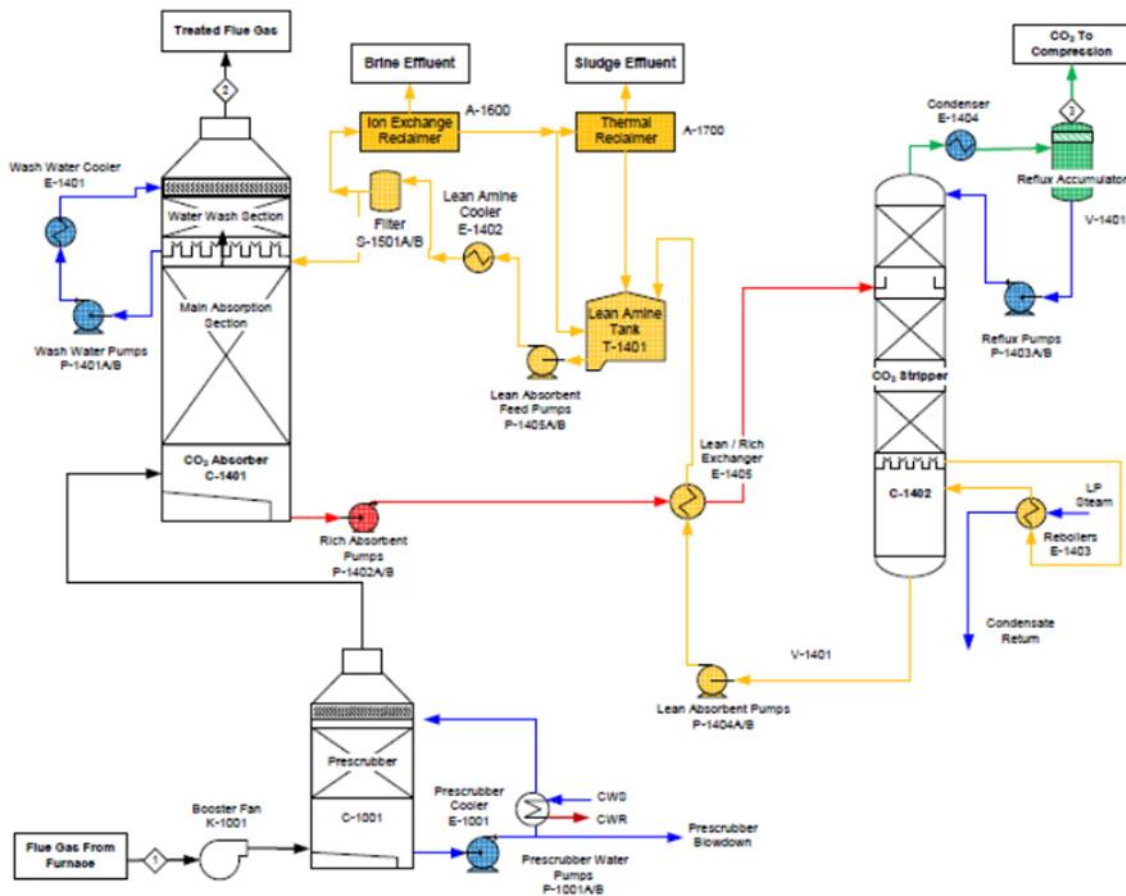 Treated Flue Gas
2
Brine Effluent
Sludge Effluent
CO₂ To
Compression
3
A-1600
Ion Exchange
Reclaimer
Thermal
Reclaimer
A-1700
Condenser
E-1404
Reflux Accumulator
V-1401
Wash Water Cooler
E-1401
Water Wash Section
Filter
S-1501A/B
Lean Amine
Cooler
E-1402
Main Absorption
Section
Wash Water Pumps
P-1401A/B
Lean Amine
Tank
T-1401
Lean Absorbent
Feed Pumps
P-1405A/B
Reflux Pumps
P-1403A/B
CO₂ Stripper
CO₂ Absorber
C-1401
Lean / Rich
Exchanger
E-1405
C-1402
LP
Steam
Reboilers
E-1403
Rich Absorbent
Pumps
P-1402A/B
Condensate
Return
V-1401
Lean Absorbent Pumps
P-1404A/B
Prescrubber
C-1001
Prescrubber
Cooler
E-1001
CWS
CWR
Booster Fan
K-1001
Flue Gas From
Furnace
1
Prescrubber
Blowdown
Prescrubber Water
Pumps
P-1001A/B